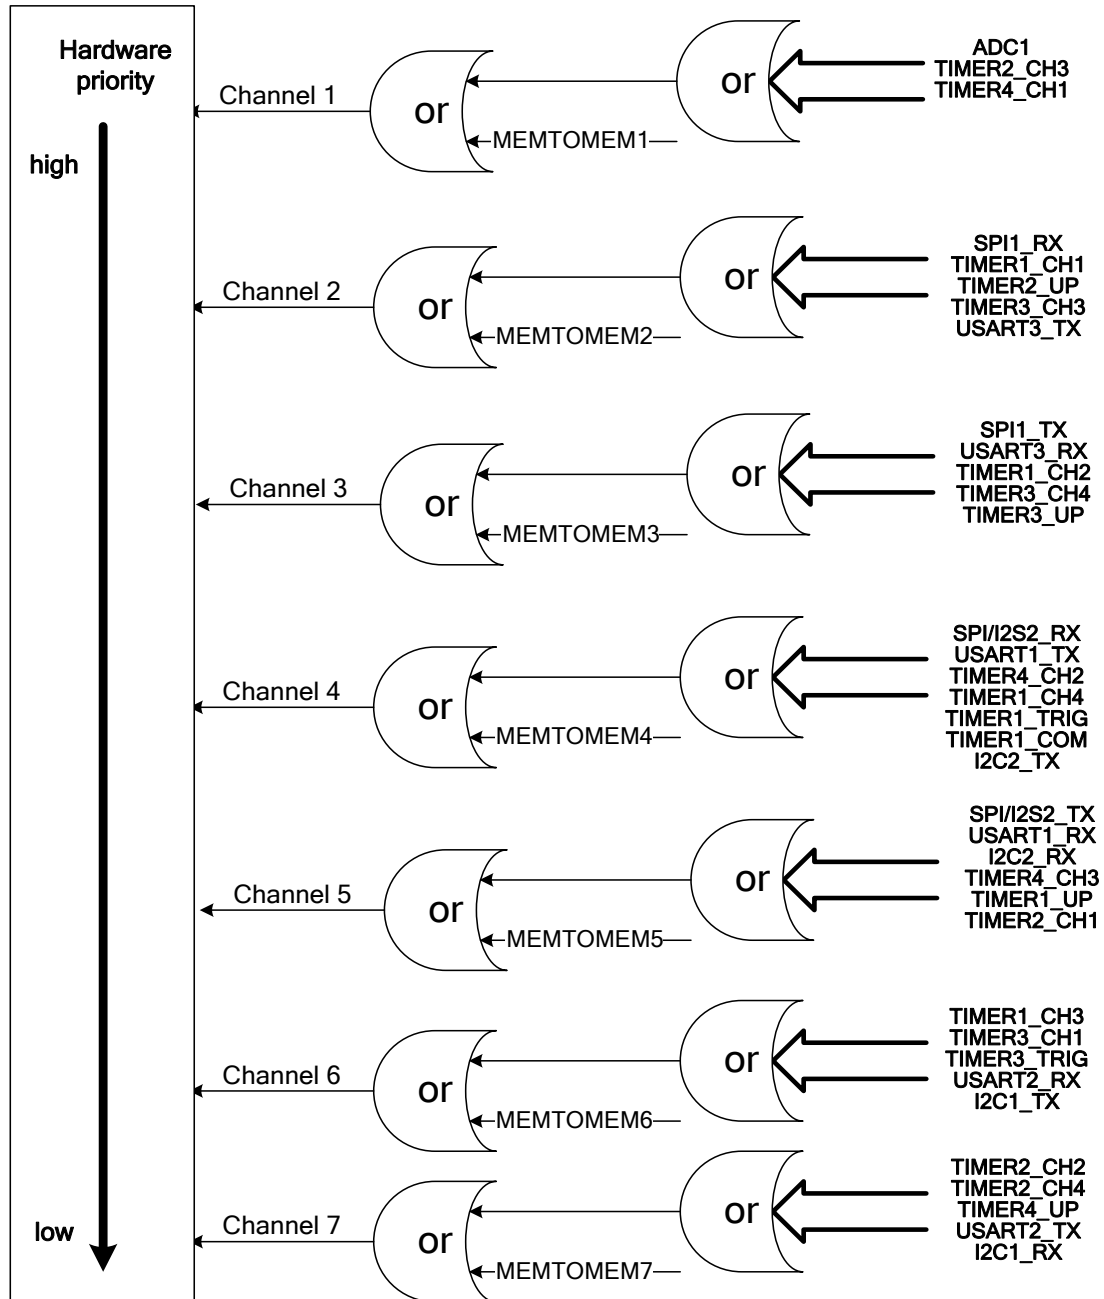 Hardware
priority
high
low
Channel 1
or
MEMTOMEM1
or
ADC1
TIMER2_CH3
TIMER4_CH1
Channel 2
or
MEMTOMEM2
or
SPI1_RX
TIMER1_CH1
TIMER2_UP
TIMER3_CH3
USART3_TX
Channel 3
or
MEMTOMEM3
or
SPI1_TX
USART3_RX
TIMER1_CH2
TIMER3_CH4
TIMER3_UP
Channel 4
or
MEMTOMEM4
or
SPI/I2S2_RX
USART1_TX
TIMER4_CH2
TIMER1_CH4
TIMER1_TRIG
TIMER1_COM
I2C2_TX
Channel 5
or
MEMTOMEM5
or
SPI/I2S2_TX
USART1_RX
I2C2_RX
TIMER4_CH3
TIMER1_UP
TIMER2_CH1
Channel 6
or
MEMTOMEM6
or
TIMER1_CH3
TIMER3_CH1
TIMER3_TRIG
USART2_RX
I2C1_TX
Channel 7
or
MEMTOMEM7
or
TIMER2_CH2
TIMER2_CH4
TIMER4_UP
USART2_TX
I2C1_RX